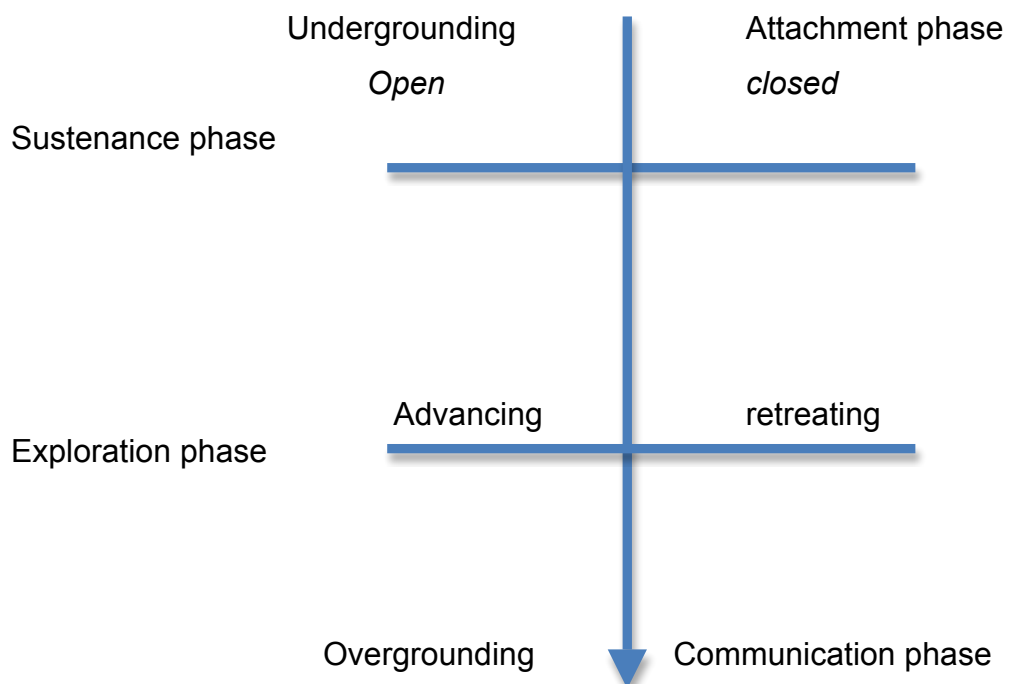 Undergrounding Attachment phase
Open closed
Sustenance phase
Advancing retreating
Exploration phase
Overgrounding Communication phase